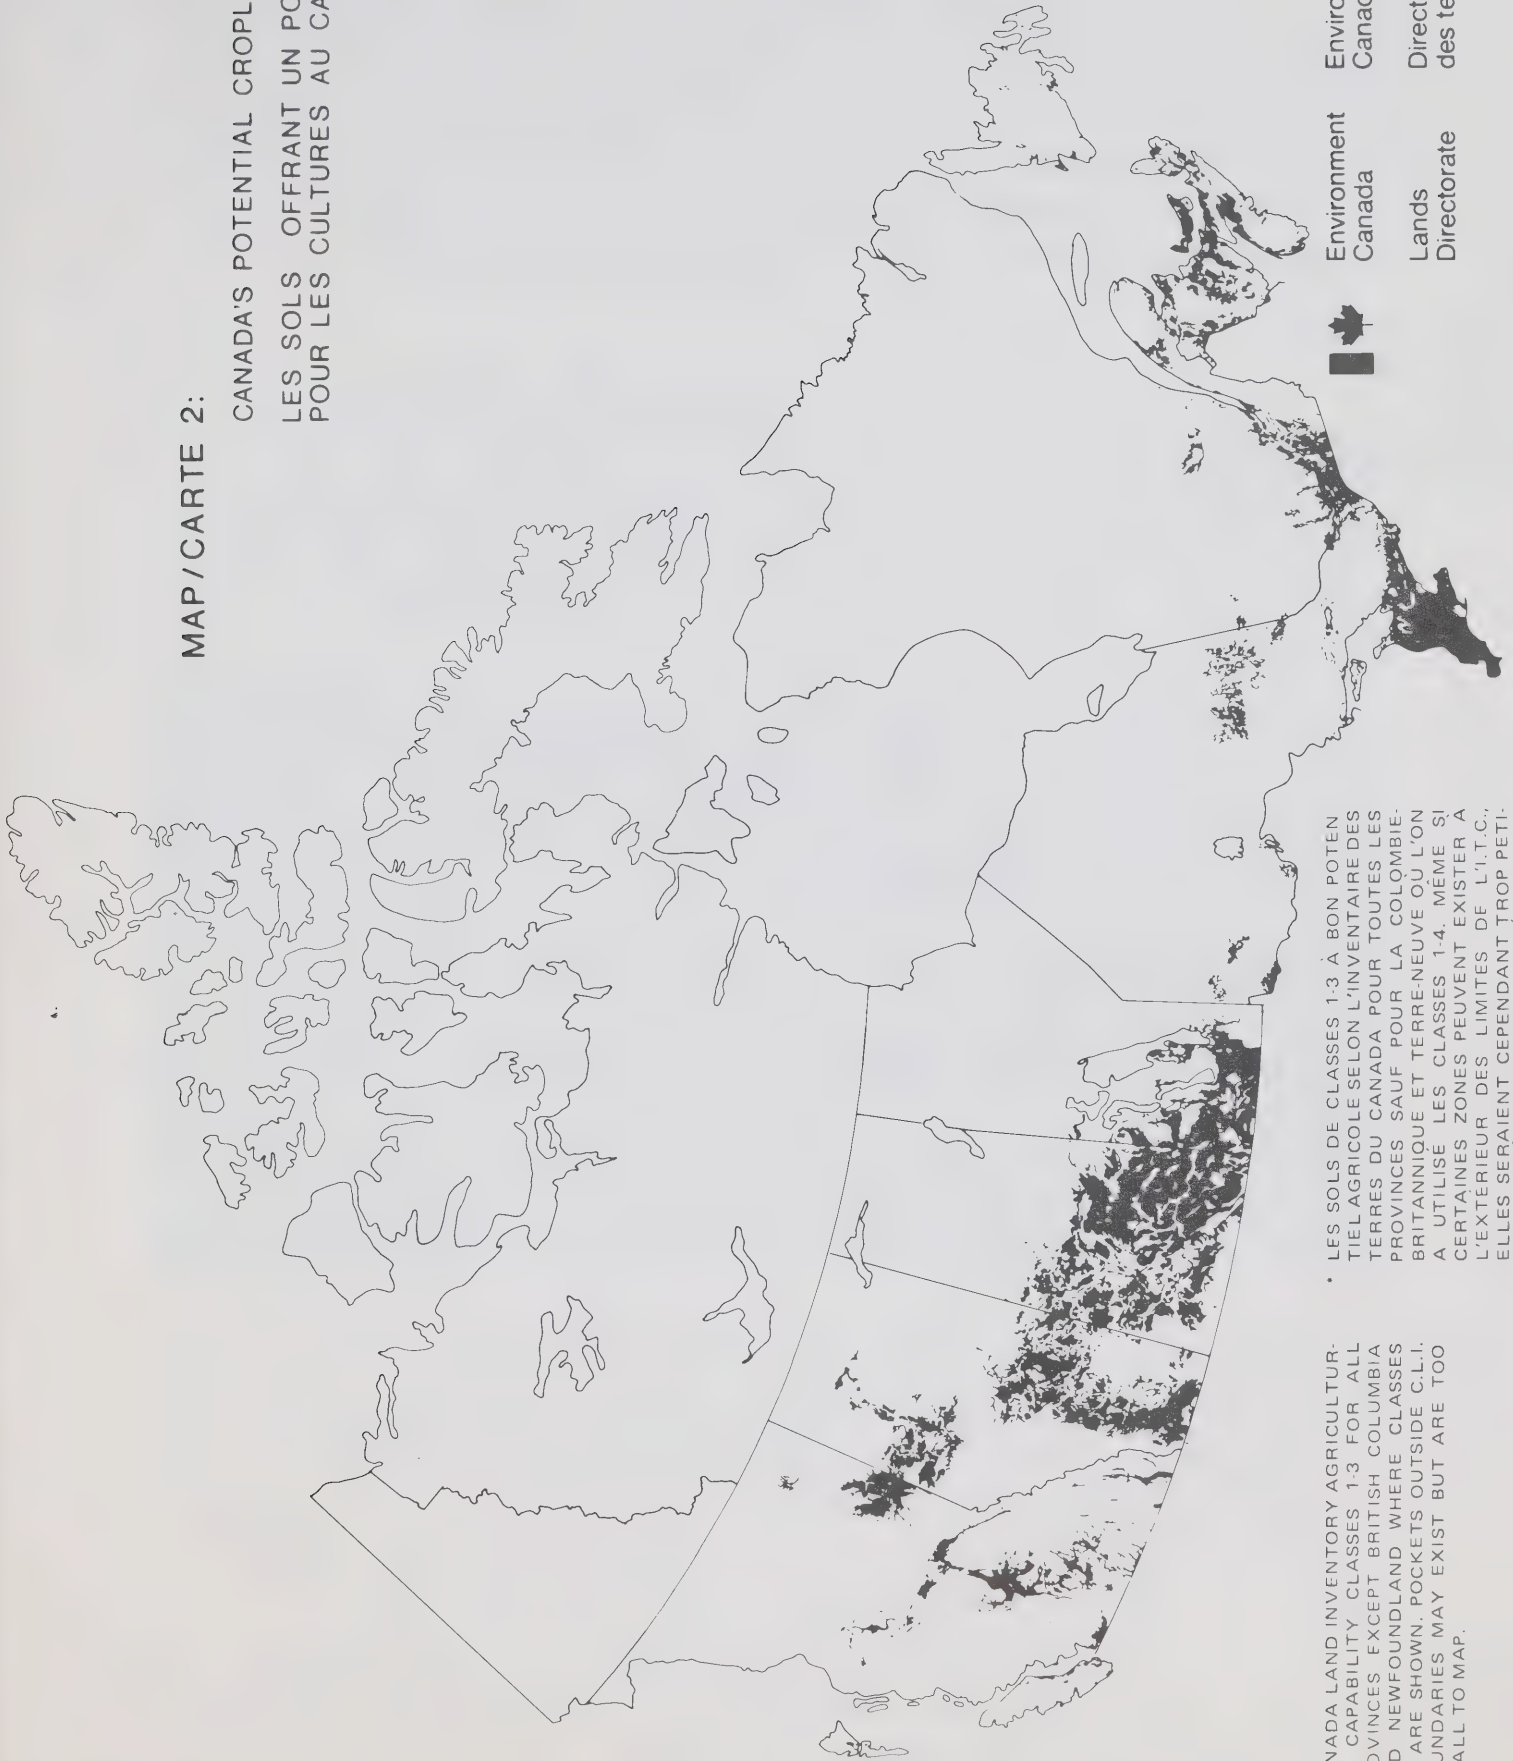 MAP/CARTE 2:
CANADA'S POTENTIAL
LES SOLS OFFRANT UN
POUR LES CULTURES AU
NADA LAND INVENTORY AGRICULTUR-
CAPABILITY CLASSES 1-3 FOR ALL
OVINCES EXCEPT BRITISH COLUMBIA
D NEWFOUNDLAND WHERE CLASSES
ARE SHOWN. POCKETS OUTSIDE C.L.I.
UNDARIES MAY EXIST BUT ARE TOO
ALL TO MAP.
• LES SOLS DE CLASSES 1-3 À BON POTEN
TIEL AGRICOLE SELON L'INVENTAIRE DES
TERRES DU CANADA POUR TOUTES LES
PROVINCES SAUF POUR LA COLOMBIE-
BRITANNIQUE ET TERRE-NEUVE OÙ L'ON
A UTILISÉ LES CLASSES 1-4. MÊME SI
CERTAINES ZONES PEUVENT EXISTER À
L'EXTÉRIEUR DES LIMITES DE L'I.T.C.,
ELLES SERAIENT CEPENDANT TROP PETI-
Environment
Canada
Lands
Directorate
Enviro
Canad
Direct
des te